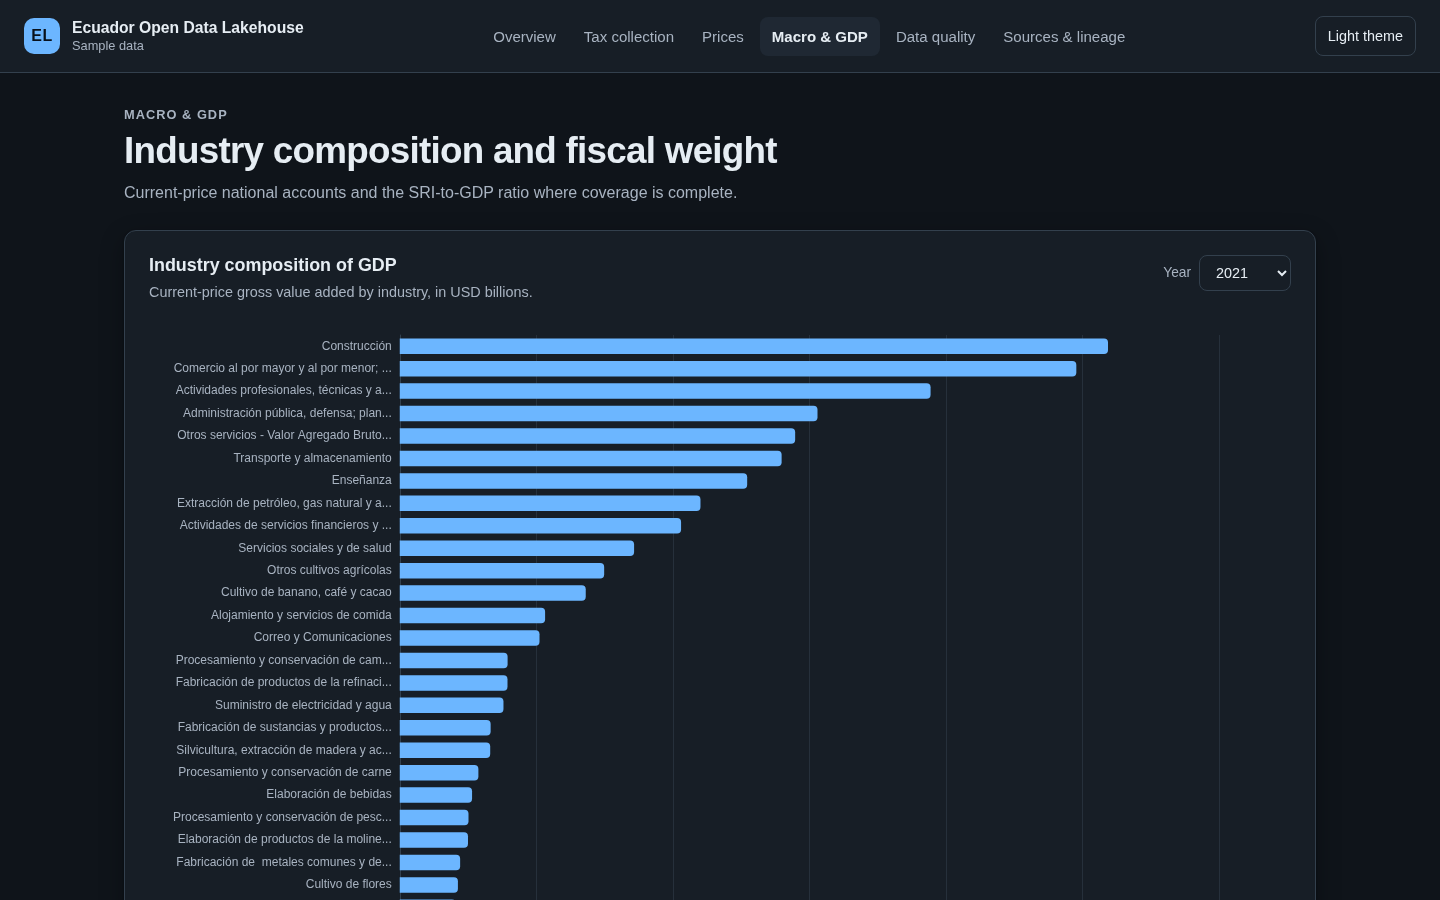 EL
Ecuador Open Data Lakehouse
Sample data
Overview
Tax collection
Prices
Macro & GDP
Data quality
Sources & lineage
Light theme
MACRO & GDP
Industry composition and fiscal weight
Current-price national accounts and the SRI-to-GDP ratio where coverage is complete.
Industry composition of GDP
Current-price gross value added by industry, in USD billions.
Year
2021
Construcción
Comercio al por mayor y al por menor; ...
Actividades profesionales, técnicas y a...
Administración pública, defensa; plan...
Otros servicios - Valor Agregado Bruto...
Transporte y almacenamiento
Enseñanza
Extracción de petróleo, gas natural y a...
Actividades de servicios financieros y ...
Servicios sociales y de salud
Otros cultivos agrícolas
Cultivo de banano, café y cacao
Alojamiento y servicios de comida
Correo y Comunicaciones
Procesamiento y conservación de cam...
Fabricación de productos de la refinaci...
Suministro de electricidad y agua
Fabricación de sustancias y productos...
Silvicultura, extracción de madera y ac...
Procesamiento y conservación de carne
Elaboración de bebidas
Procesamiento y conservación de pesc...
Elaboración de productos de la moline...
Fabricación de  metales comunes y de...
Cultivo de flores